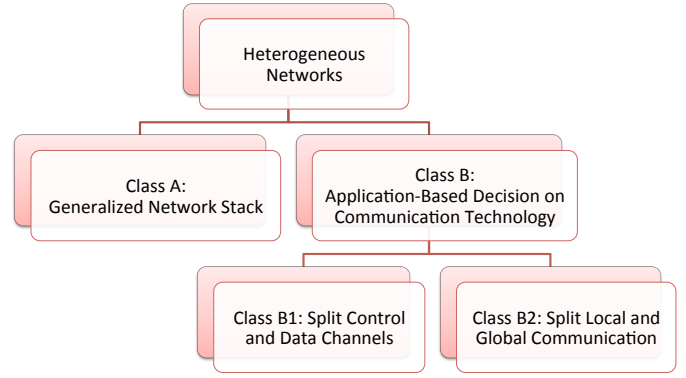 Heterogeneous
Networks
Class A:
Generalized Network Stack
Class B:
Application-Based Decision on
Communication Technology
Class B1: Split Control
and Data Channels
Class B2: Split Local and
Global Communication